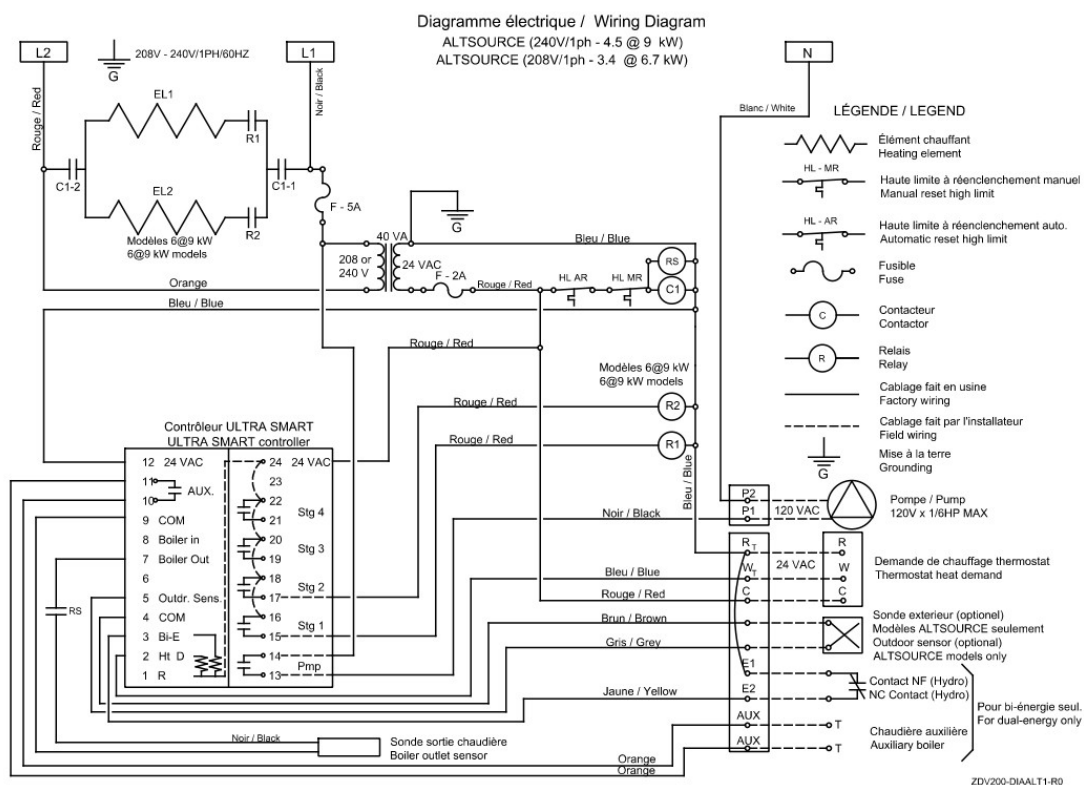 Diagramme électrique / Wiring Diagram
ALTSOURCE (240V/1ph - 4.5 @ 9 kW)
ALTSOURCE (208V/1ph - 3.4 @ 6.7 kW)
L2
G
208V - 240V/1PH/60HZ
L1
N
Rouge / Red
Noir / Black
Blanc / White
EL1
R1
C1-2
C1-1
EL2
R2
Modèles 6@9 kW
6@9 kW models
F - 5A
G
40 VA
208 or
240 V
24 VAC
F - 2A
Bleu / Blue
Rouge / Red
HL AR
HL MR
RS
C1
Orange
Bleu / Blue
Rouge / Red
Modèles 6@9 kW
6@9 kW models
Rouge / Red
R2
Rouge / Red
R1
Bleu / Blue
LÉGENDE / LEGEND
Élément chauffant
Heating element
HL - MR
Haute limite à réenclenchement manuel
Manual reset high limit
HL - AR
Haute limite à réenclenchement auto.
Automatic reset high limit
Fusible
Fuse
C
Contacteur
Contactor
R
Relais
Relay
Cablage fait en usine
Factory wiring
Cablage fait par l'installateur
Field wiring
G
Mise à la terre
Grounding
Contrôleur ULTRA SMART
ULTRA SMART controller
12 24 VAC
11
10
AUX.
9 COM
8 Boiler in
7 Boiler Out
6
5 Outdr. Sens.
4 COM
3 Bi-E
2 Ht D
1 R
24 24 VAC
23
22
21
Stg 4
20
19
Stg 3
18
17
Stg 2
16
15
Stg 1
14
13
Pmp
RS
Noir / Black
P2
P1
120 VAC
Pompe / Pump
120V x 1/6HP MAX
Bleu / Blue
Rouge / Red
Brun / Brown
Gris / Grey
Jaune / Yellow
RT
WT
C
24 VAC
R
W
C
Demande de chauffage thermostat
Thermostat heat demand
Sonde exterieur (optionel)
Modèles ALTSOURCE seulement
Outdoor sensor (optional)
ALTSOURCE models only
E1
E2
Contact NF (Hydro)
NC Contact (Hydro)
AUX
AUX
T
T
Chaudière auxilière
Auxiliary boiler
Pour bi-énergie seul.
For dual-energy only
Noir / Black
Sonde sortie chaudière
Boiler outlet sensor
Orange
Orange
ZDV200-DIAALT1-R0